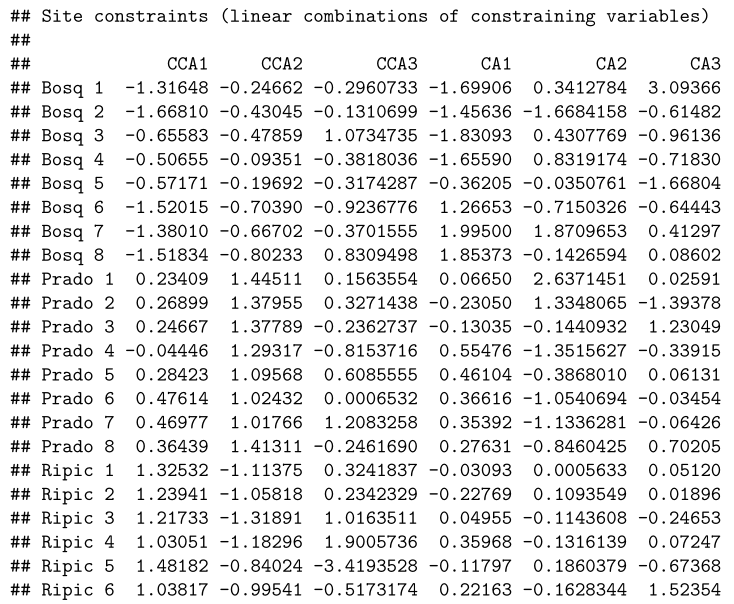 ## Site constraints (linear combinations of constraining variables)
##
##            CCA1     CCA2       CCA3      CA1        CA2      CA3
## Bosq 1  -1.31648 -0.24662 -0.2960733 -1.69906  0.3412784  3.09366
## Bosq 2  -1.66810 -0.43045 -0.1310699 -1.45636 -1.6684158 -0.61482
## Bosq 3  -0.65583 -0.47859  1.0734735 -1.83093  0.4307769 -0.96136
## Bosq 4  -0.50655 -0.09351 -0.3818036 -1.65590  0.8319174 -0.71830
## Bosq 5  -0.57171 -0.19692 -0.3174287 -0.36205 -0.0350761 -1.66804
## Bosq 6  -1.52015 -0.70390 -0.9236776  1.26653 -0.7150326 -0.64443
## Bosq 7  -1.38010 -0.66702 -0.3701555  1.99500  1.8709653  0.41297
## Bosq 8  -1.51834 -0.80233  0.8309498  1.85373 -0.1426594  0.08602
## Prado 1  0.23409  1.44511  0.1563554  0.06650  2.6371451  0.02591
## Prado 2  0.26899  1.37955  0.3271438 -0.23050  1.3348065 -1.39378
## Prado 3  0.24667  1.37789 -0.2362737 -0.13035 -0.1440932  1.23049
## Prado 4 -0.04446  1.29317 -0.8153716  0.55476 -1.3515627 -0.33915
## Prado 5  0.28423  1.09568  0.6085555  0.46104 -0.3868010  0.06131
## Prado 6  0.47614  1.02432  0.0006532  0.36616 -1.0540694 -0.03454
## Prado 7  0.46977  1.01766  1.2083258  0.35392 -1.1336281 -0.06426
## Prado 8  0.36439  1.41311 -0.2461690  0.27631 -0.8460425  0.70205
## Ripic 1  1.32532 -1.11375  0.3241837 -0.03093  0.0005633  0.05120
## Ripic 2  1.23941 -1.05818  0.2342329 -0.22769  0.1093549  0.01896
## Ripic 3  1.21733 -1.31891  1.0163511  0.04955 -0.1143608 -0.24653
## Ripic 4  1.03051 -1.18296  1.9005736  0.35968 -0.1316139  0.07247
## Ripic 5  1.48182 -0.84024 -3.4193528 -0.11797  0.1860379 -0.67368
## Ripic 6  1.03817 -0.99541 -0.5173174  0.22163 -0.1628344  1.52354